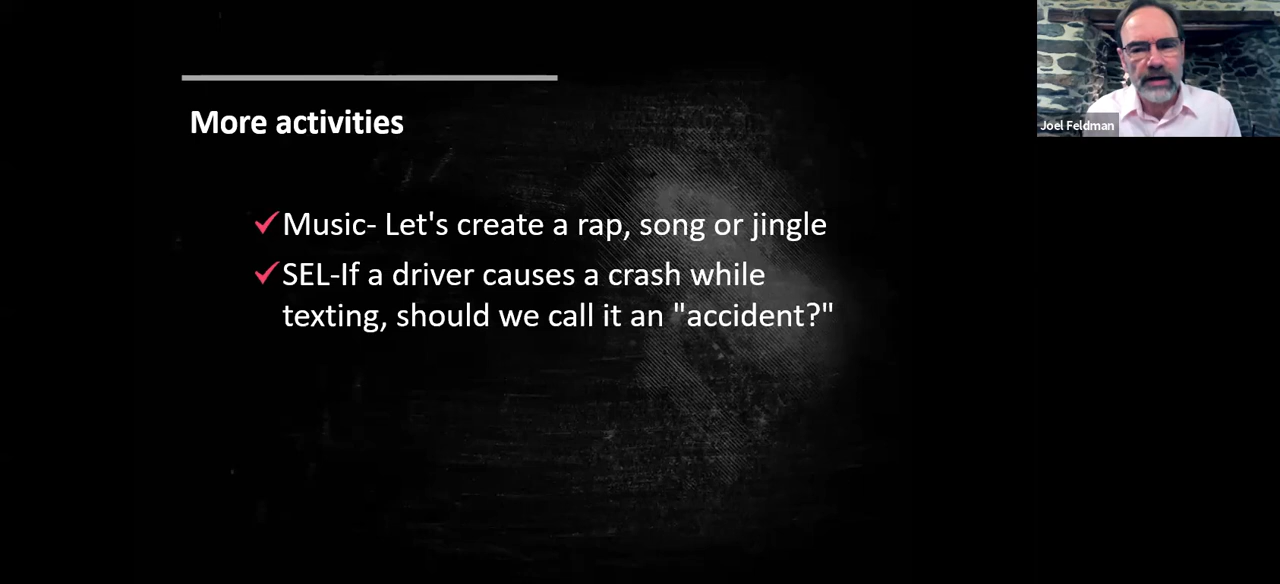 More activities
Music- Let's create a rap, song or jingle
SEL-If a driver causes a crash while
texting, should we call it an "accident?"
Joel Feldman